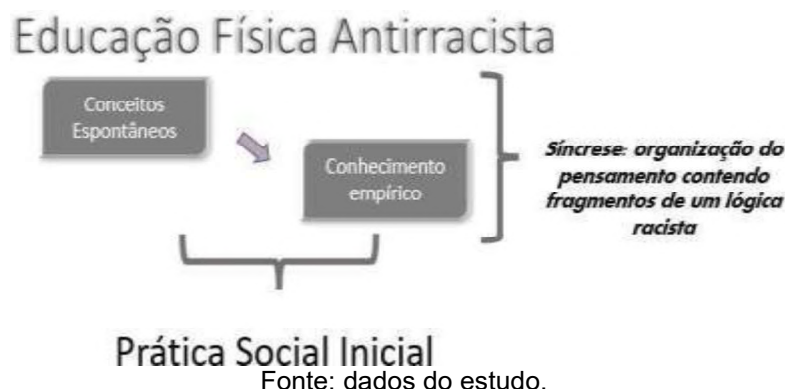 Educação Física Antirracista
Conceitos
Espontâneos
Conhecimento
empírico
Síncrese: organização do
pensamento contendo
fragmentos de um lógica
racista
Prática Social Inicial
Fonte: dados do estudo.